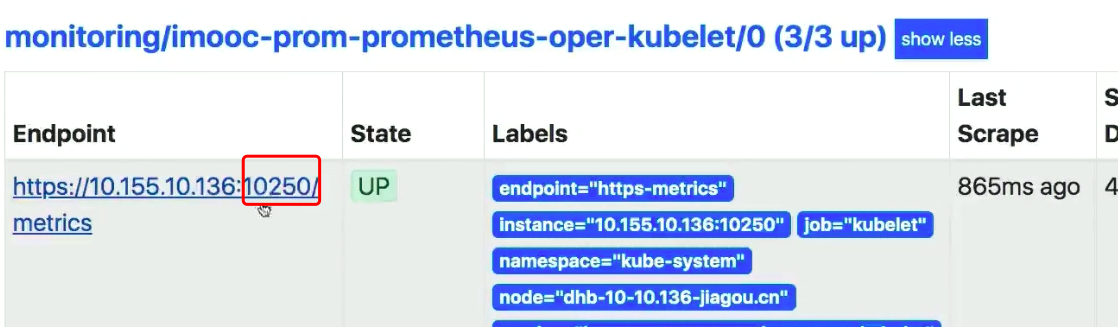 monitoring/imooc-prom-prometheus-oper-kubelet/0 (3/3 up) show less
Endpoint State Labels Last Scrape
https://10.155.10.136:10250/metrics UP endpoint="https-metrics" 865ms ago
instance="10.155.10.136:10250" job="kubelet"
namespace="kube-system"
node="dhb-10-10.136-jiagou.cn"